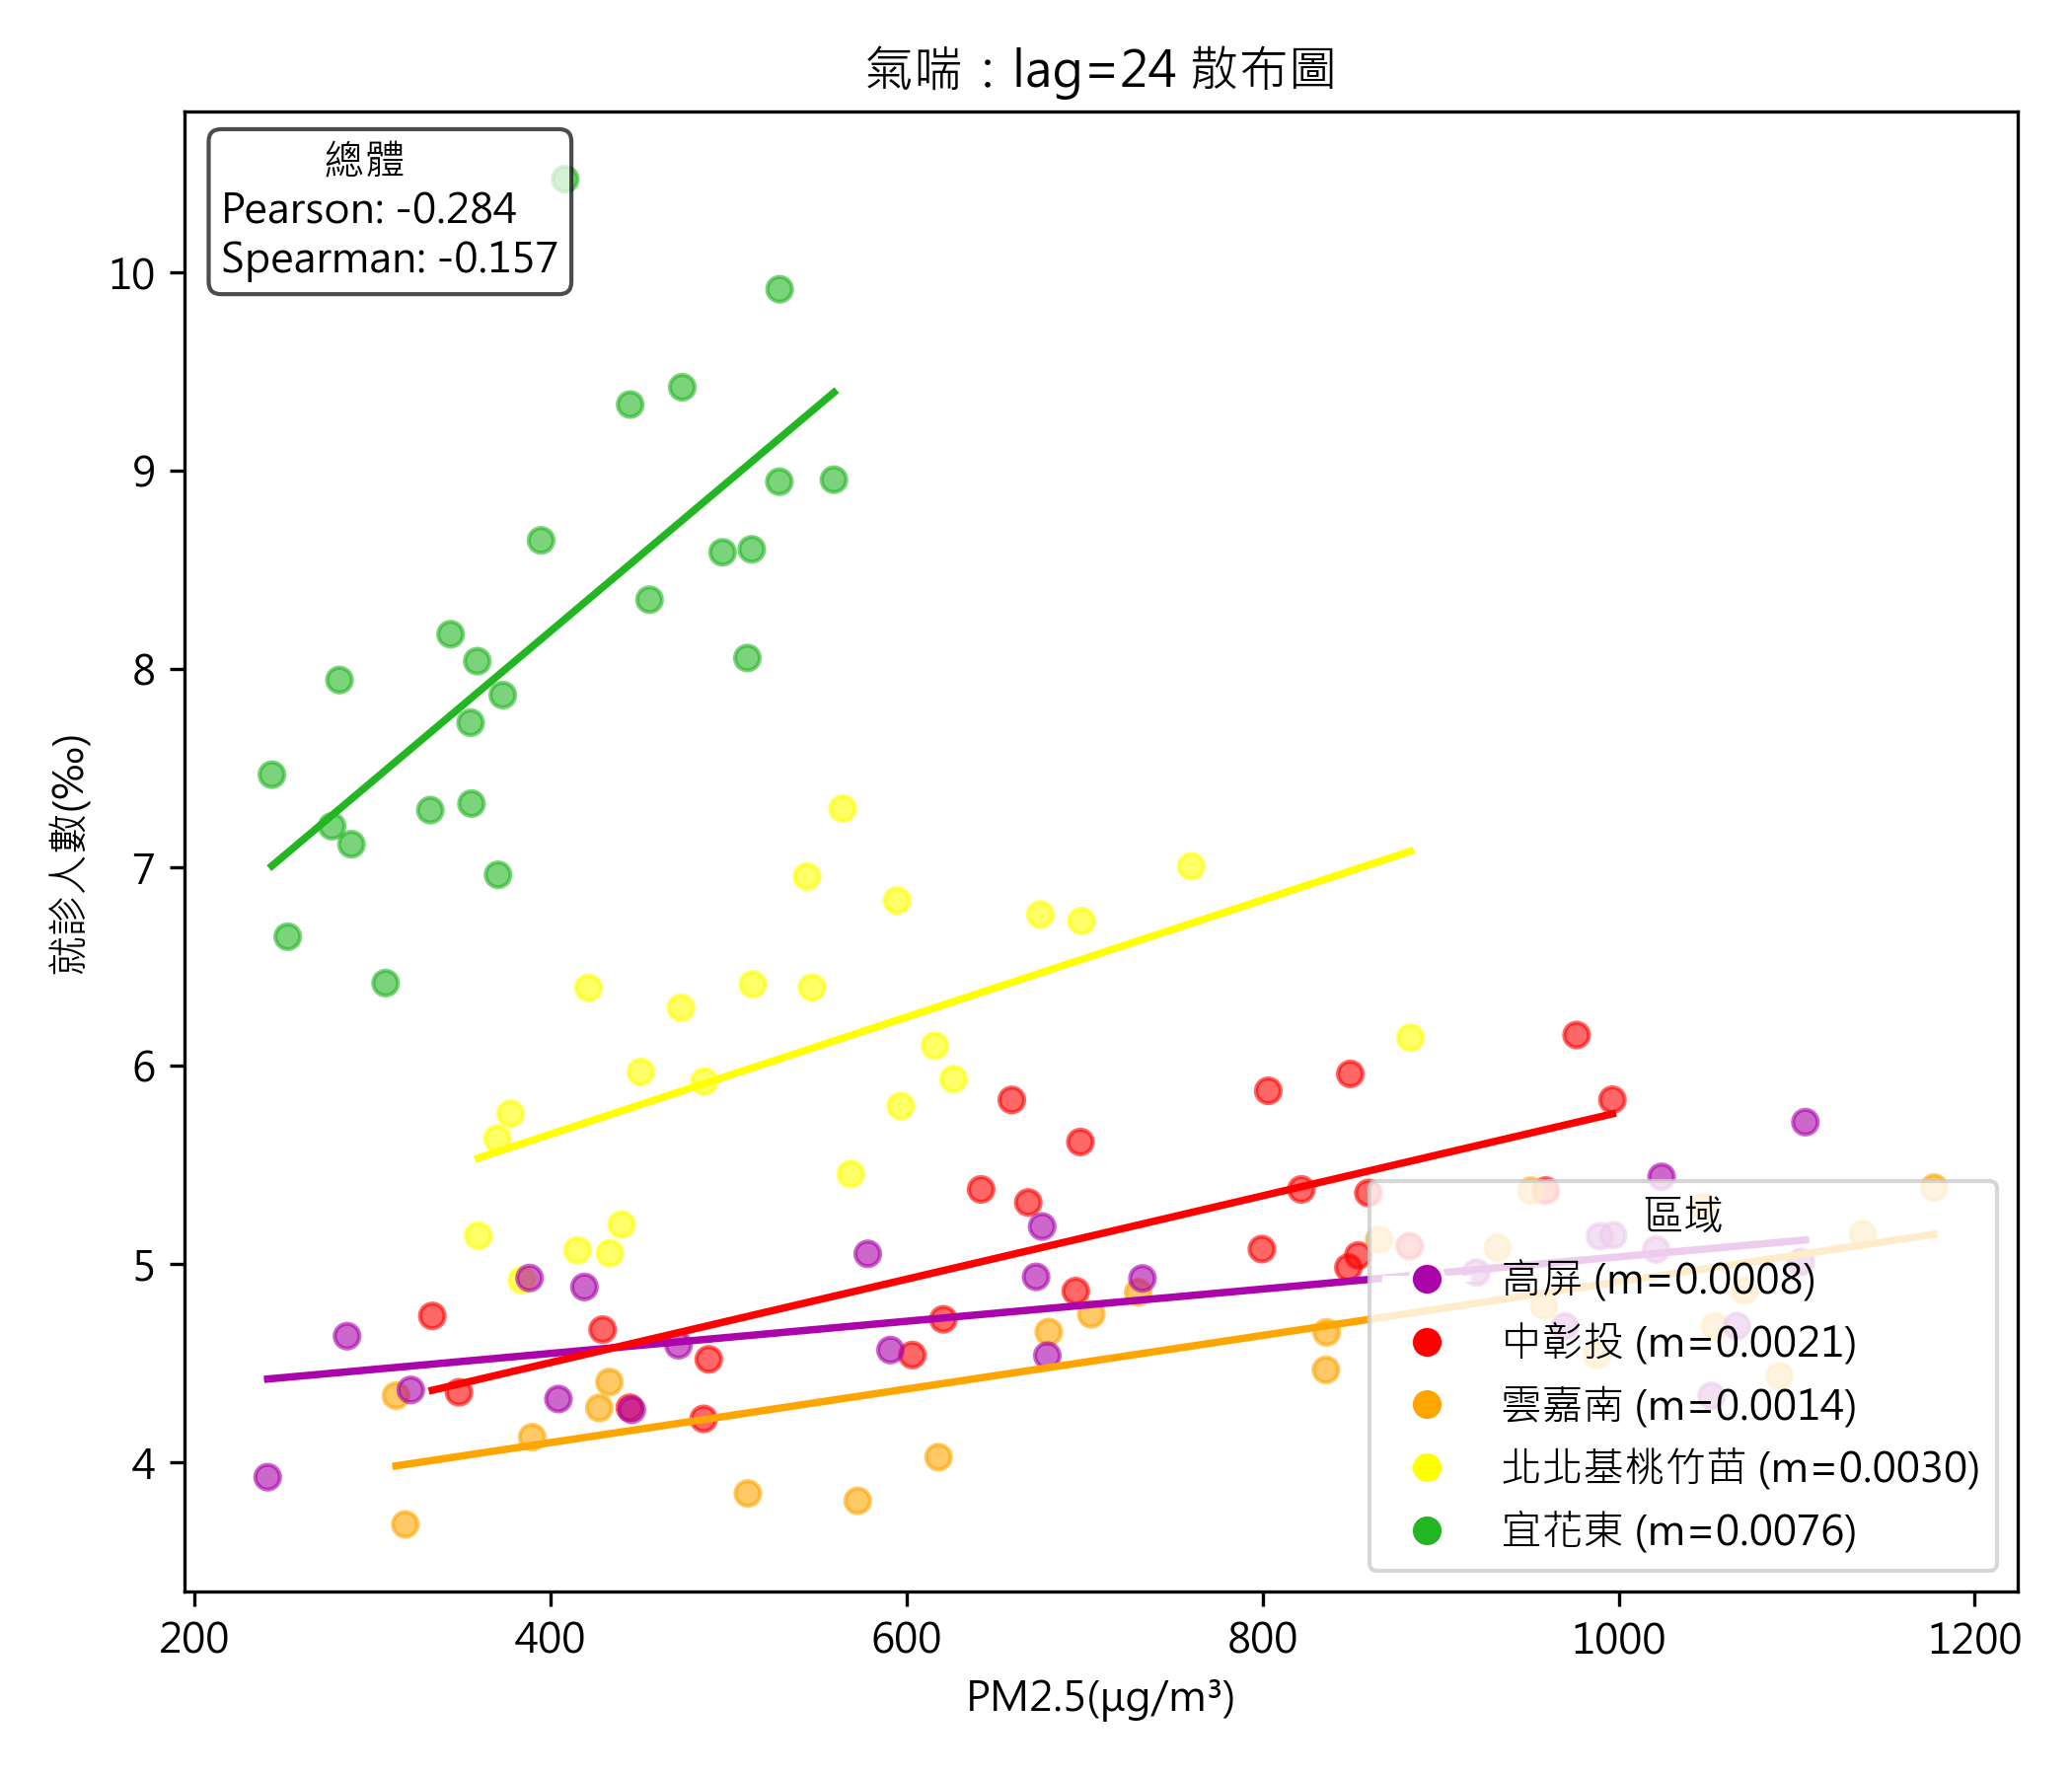 氣喘：lag=24 散布圖
總體
Pearson: -0.284
Spearman: -0.157
就診人數(‰)
10
9
8
7
6
5
4
區域
高屏 (m=0.0008)
中彰投 (m=0.0021)
雲嘉南 (m=0.0014)
北北基桃竹苗 (m=0.0030)
宜花東 (m=0.0076)
200 400 600 800 1000 1200
PM2.5(μg/m³)